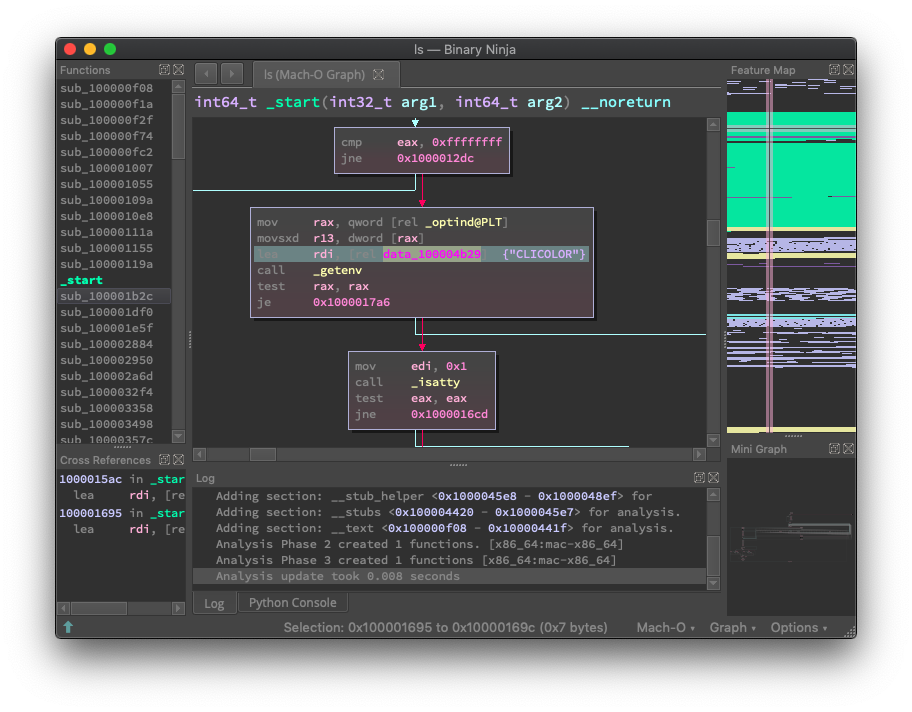 ls — Binary Ninja
Functions
sub_100000f08
sub_100000f1a
sub_100000f2f
sub_100000f74
sub_100000fc2
sub_100001007
sub_100001055
sub_10000109a
sub_1000010e8
sub_10000111a
sub_100001155
sub_10000119a
_start
sub_100001b2c
sub_100001df0
sub_100001e5f
sub_100002884
sub_100002950
sub_100002a6d
sub_1000032f4
sub_100003358
sub_100003498
sub_10000357c
Cross References
1000015ac in _star
lea rdi, [re
100001695 in _star
lea rdi, [re
ls (Mach-O Graph)
int64_t _start(int32_t arg1, int64_t arg2) __noreturn
cmp eax, 0xffffffff
jne 0x1000012dc
mov rax, qword [rel _optind@PLT]
movsxd r13, dword [rax]
lea rdi, [rel data_100004b29] {"CLICOLOR"}
call _getenv
test rax, rax
je 0x1000017a6
mov edi, 0x1
call _isatty
test eax, eax
jne 0x1000016cd
Log
Adding section: __stub_helper <0x1000045e8 - 0x1000048ef> for
Adding section: __stubs <0x100004420 - 0x1000045e7> for analysis.
Adding section: __text <0x100000f08 - 0x10000441f> for analysis.
Analysis Phase 2 created 1 functions. [x86_64:mac-x86_64]
Analysis Phase 3 created 1 functions [x86_64:mac-x86_64]
Analysis update took 0.008 seconds
Log
Python Console
Feature Map
Mini Graph
Selection: 0x100001695 to 0x10000169c (0x7 bytes)
Mach-O
Graph
Options